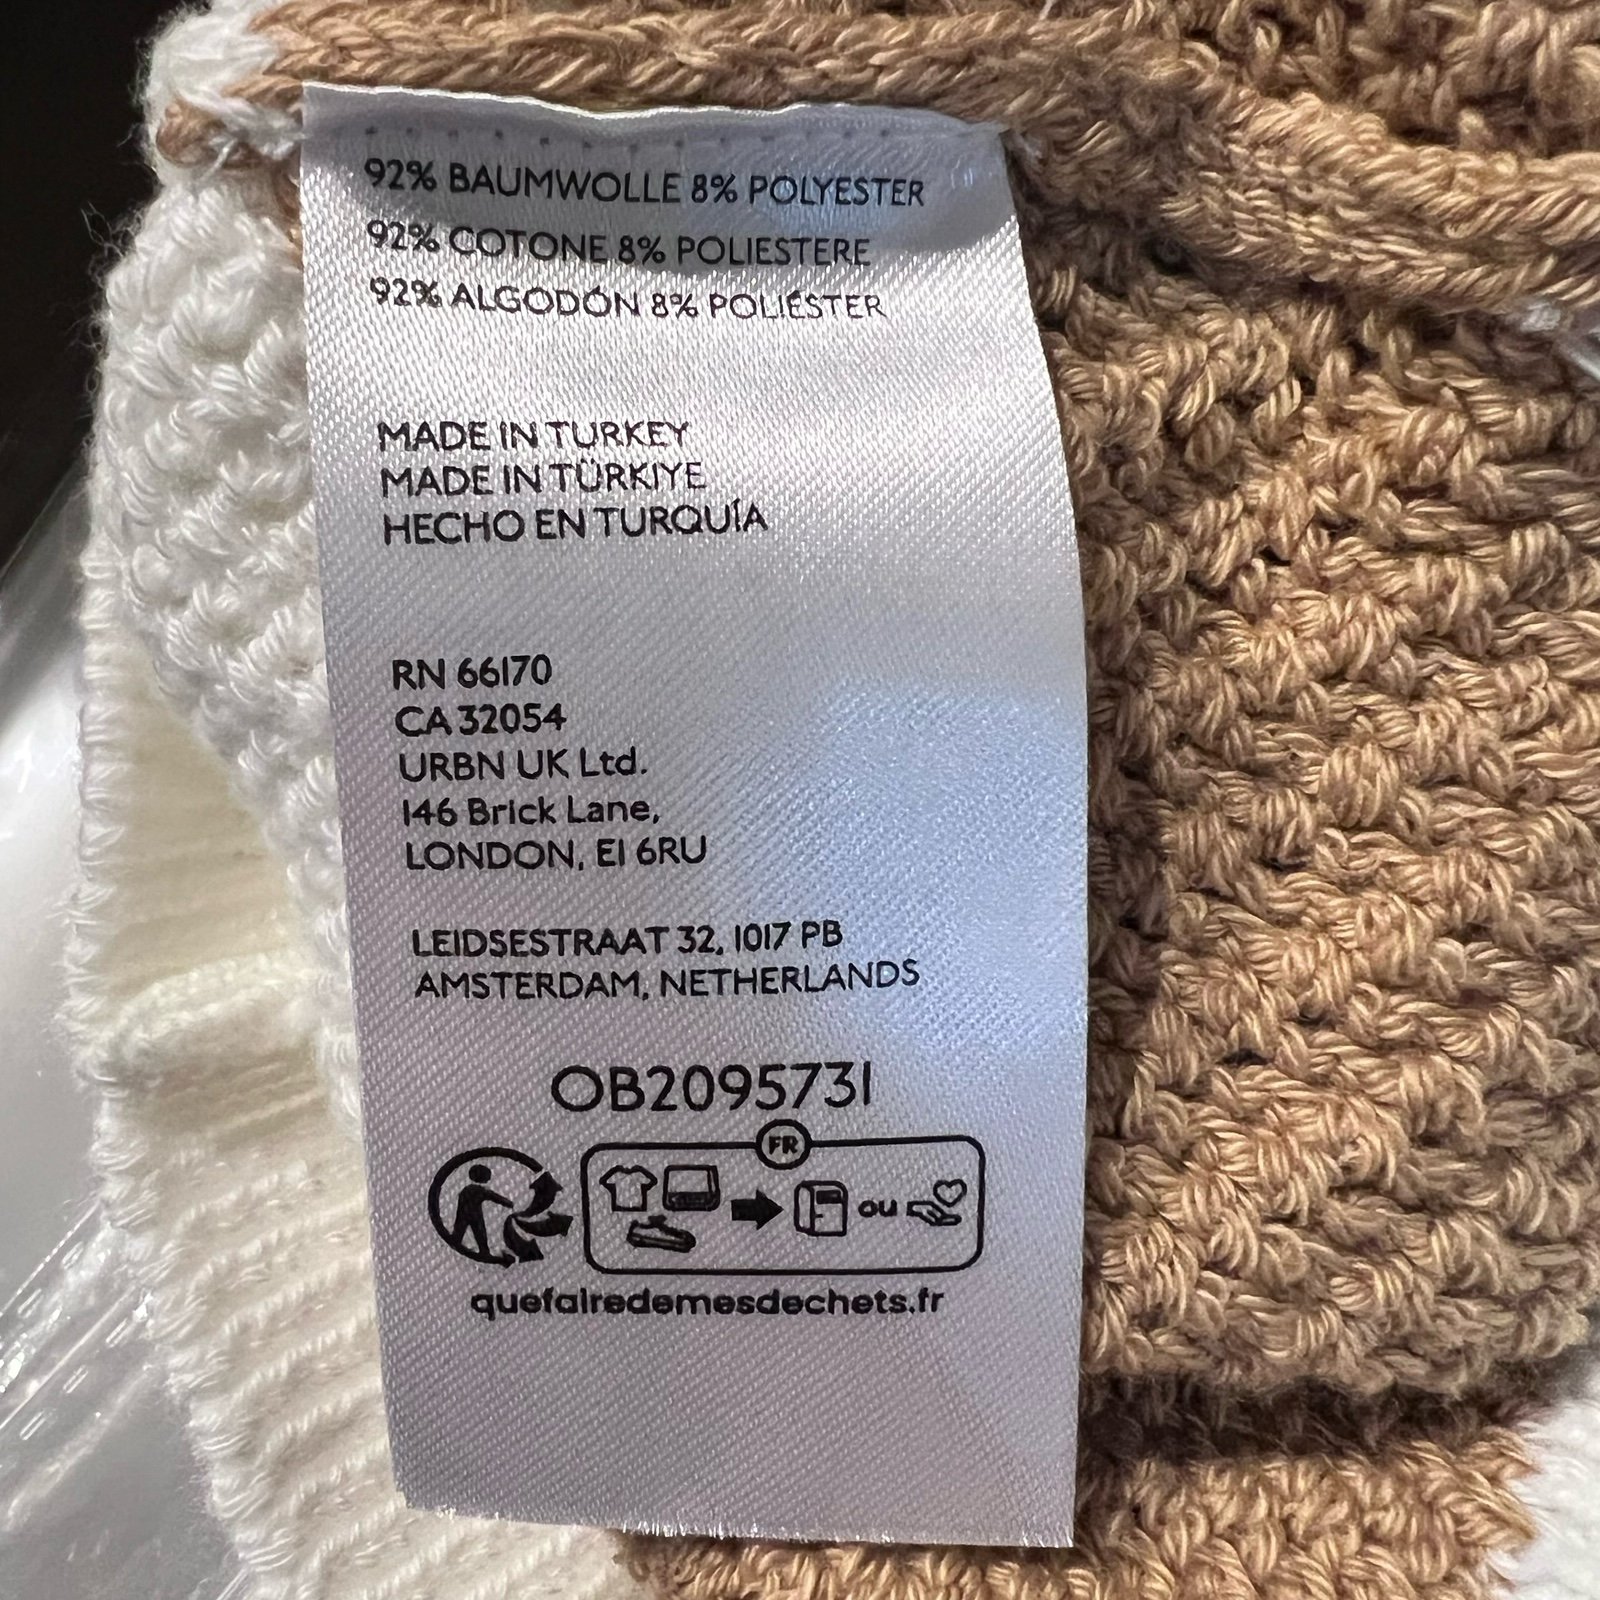 92% BAUMWOLLE 8% POLYESTER
92% COTONE 8% POLIESTERE
92% ALGODÓN 8% POLIÉSTER
MADE IN TURKEY
MADE IN TÜRKIYE
HECHO EN TURQUÍA
RN 66170
CA 32054
URBN UK Ltd.
146 Brick Lane,
LONDON, E1 6RU
LEIDSESTRAAT 32, 1017 PB
AMSTERDAM, NETHERLANDS
OB2095731
FR
ou
quefairedemesdechets.fr